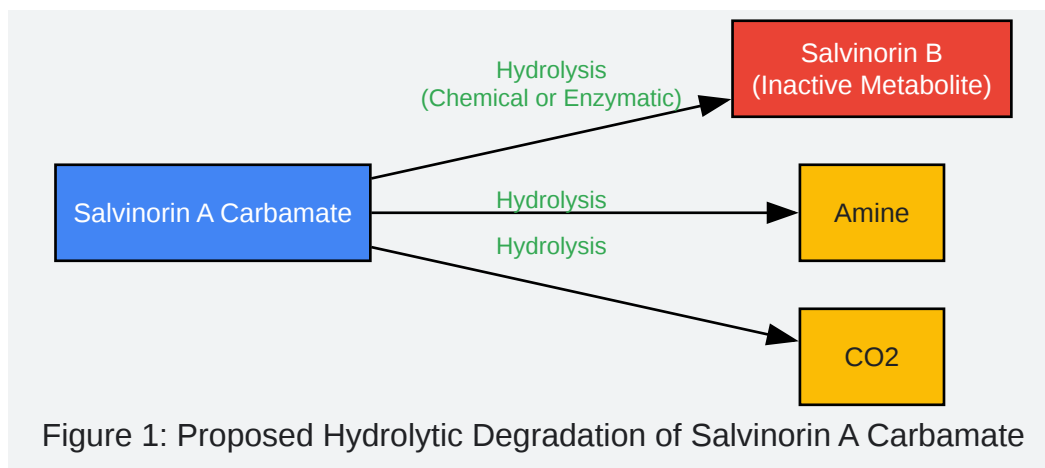 Hydrolysis
(Chemical or Enzymatic)
Salvinorin B
(Inactive Metabolite)
Salvinorin A Carbamate
Hydrolysis
Amine
Hydrolysis
CO2
Figure 1: Proposed Hydrolytic Degradation of Salvinorin A Carbamate